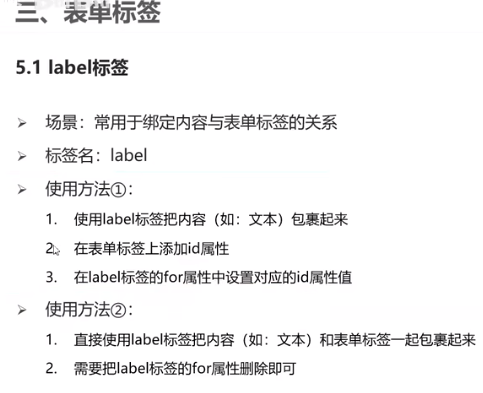 三、表单标签
5.1 label标签
➢ 场景：常用于绑定内容与表单标签的关系
➢ 标签名：label
➢ 使用方法①：
1. 使用label标签把内容（如：文本）包裹起来
2. 在表单标签上添加id属性
3. 在label标签的for属性中设置对应的id属性值
➢ 使用方法②：
1. 直接使用label标签把内容（如：文本）和表单标签一起包裹起来
2. 需要把label标签的for属性删除即可